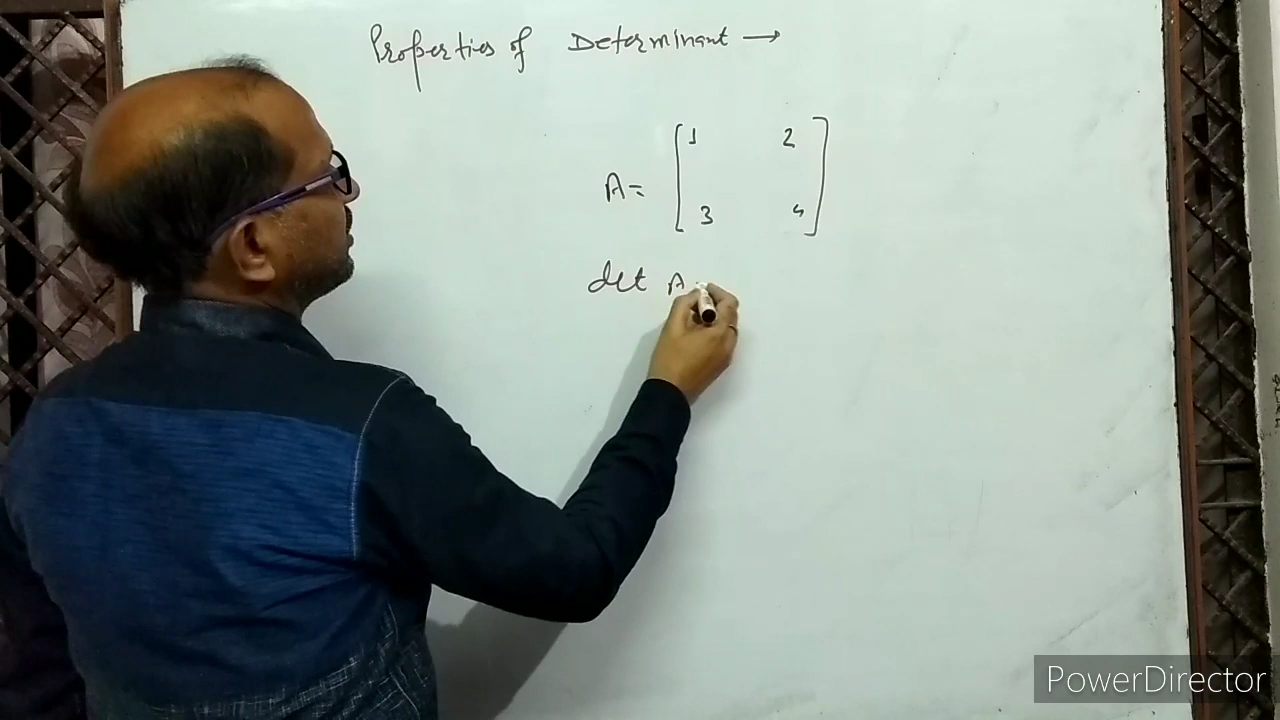 Properties of Determinant →
A = [1 2
3 4]
det A
PowerDirector